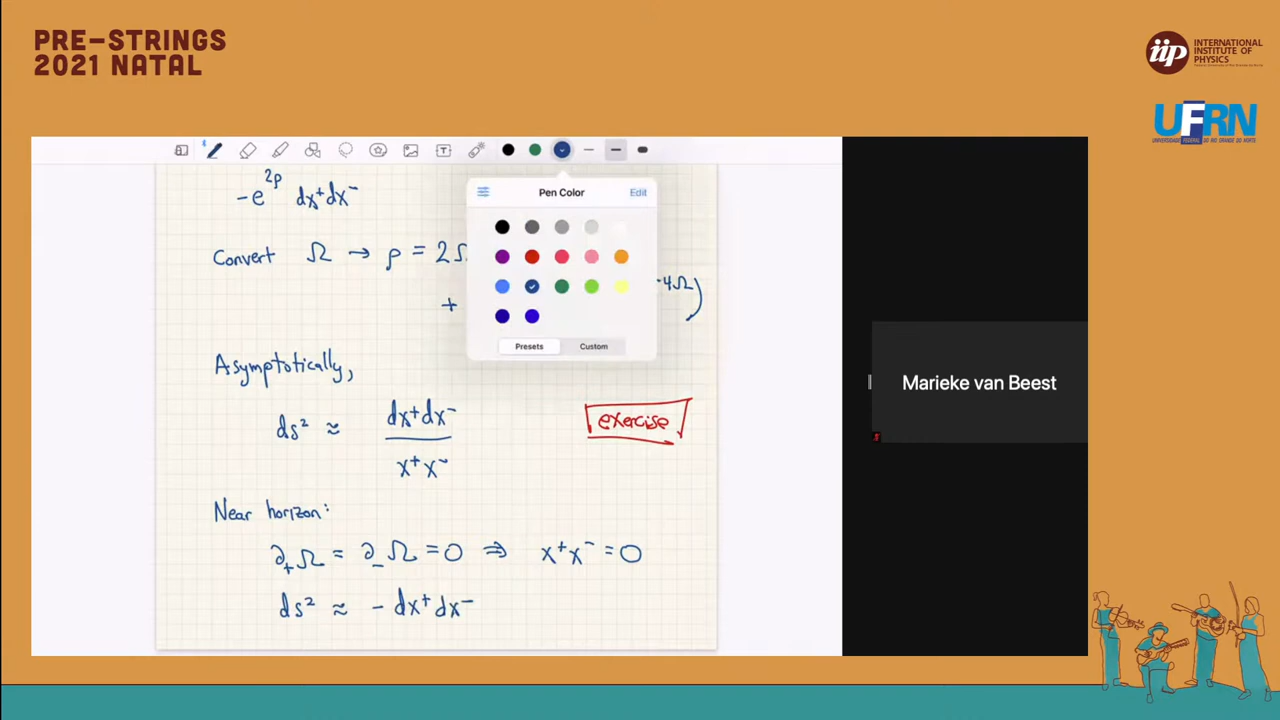 PRE-STRINGS
2021 NATAL
iip
INTERNATIONAL
INSTITUTE OF
PHYSICS
UFRN
-e^{2ρ} dx⁺dx⁻
Pen Color
Edit
Convert Ω → ρ = 2Ω
+ -4Ω)
Presets
Custom
Asymptotically,
ds² ≈ dx⁺dx⁻
x⁺x⁻
exercise
Marieke van Beest
Near horizon:
∂₊Ω = ∂₋Ω = 0 ⇒ x⁺x⁻ = 0
ds² ≈ - dx⁺dx⁻